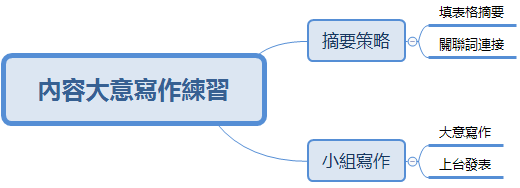 內容大意寫作練習
摘要策略
填表格摘要
關聯詞連接
小組寫作
大意寫作
上台發表